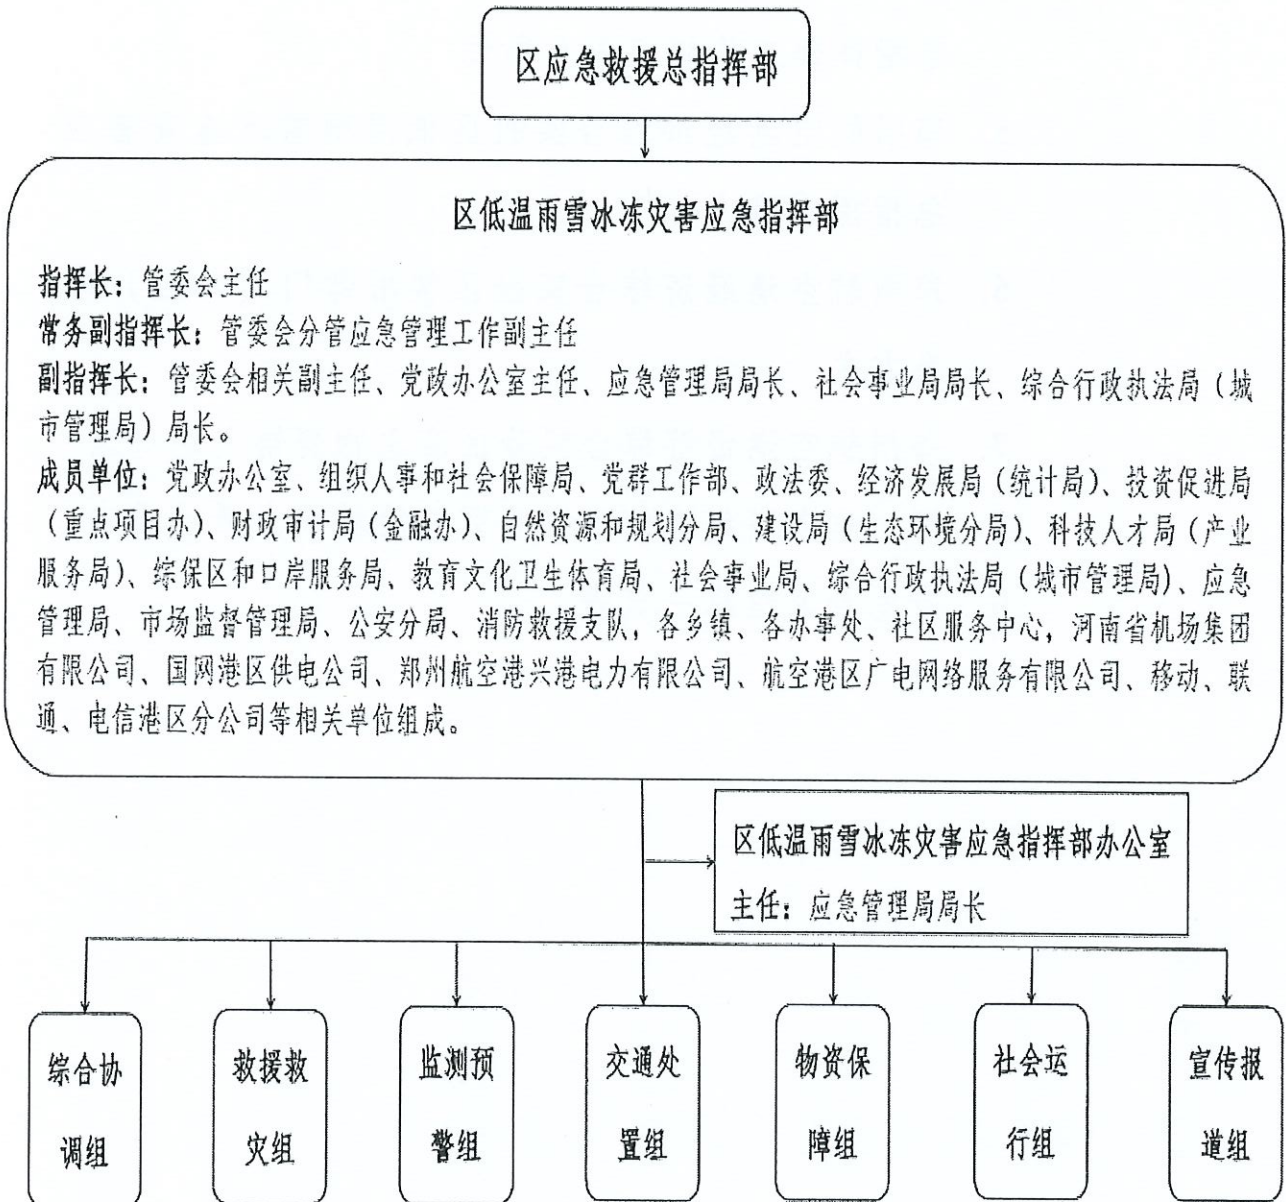 区应急救援总指挥部
区低温雨雪冰冻灾害应急指挥部
指挥长：管委会主任
常务副指挥长：管委会分管应急管理工作副主任
副指挥长：管委会相关副主任、党政办公室主任、应急管理局局长、社会事业局局长、综合行政执法局（城
市管理局）局长。
成员单位：党政办公室、组织人事和社会保障局、党群工作部、政法委、经济发展局（统计局）、投资促进局
（重点项目办）、财政审计局（金融办）、自然资源和规划分局、建设局（生态环境分局）、科技人才局（产业
服务局）、综保区和口岸服务局、教育文化卫生体育局、社会事业局、综合行政执法局（城市管理局）、应急
管理局、市场监督管理局、公安分局、消防救援支队，各乡镇、各办事处、社区服务中心，河南省机场集团
有限公司、国网港区供电公司、郑州航空港兴港电力有限公司、航空港区广电网络服务有限公司、移动、联
通、电信港区分公司等相关单位组成。
区低温雨雪冰冻灾害应急指挥部办公室
主任：应急管理局局长
综合协
调组
救援救
灾组
监测预
警组
交通处
置组
物资保
障组
社会运
行组
宣传报
道组